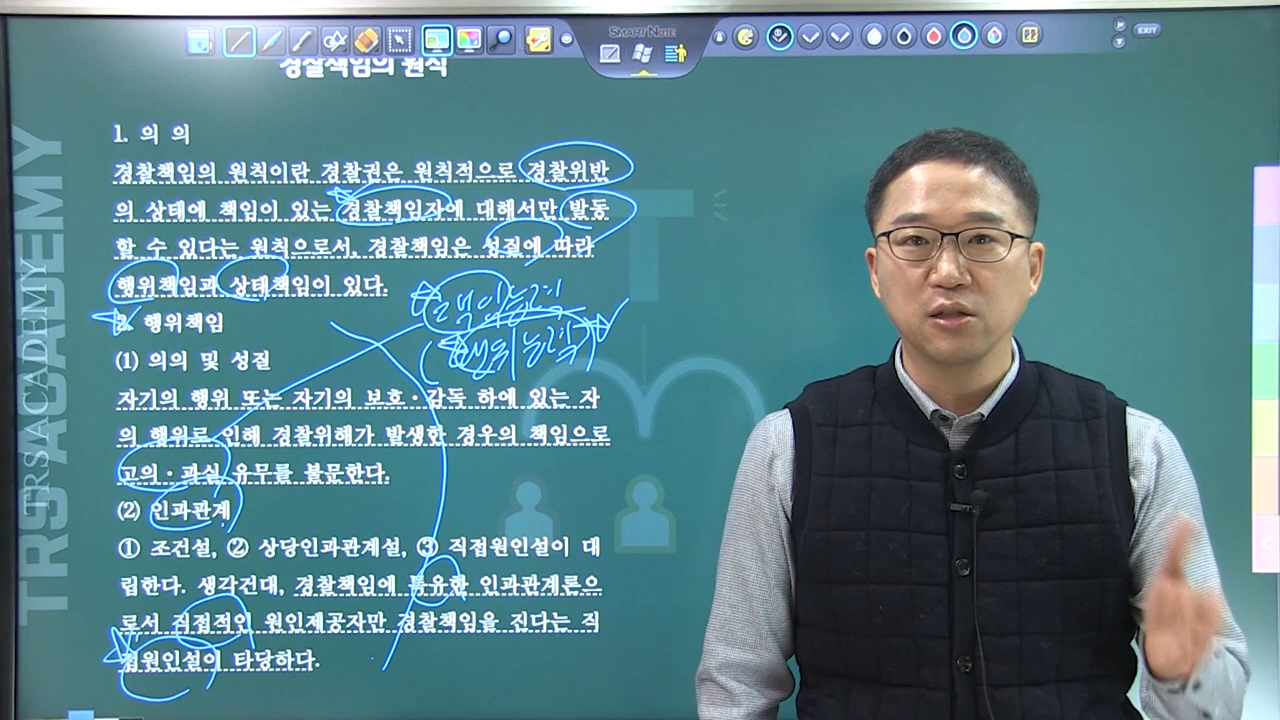 SMART NOTE
EXIT
경찰책임의 원칙
1. 의 의
경찰책임의 원칙이란 경찰권은 원칙적으로 경찰위반
의 상태에 책임이 있는 경찰책임자에 대해서만 발동
할 수 있다는 원칙으로서, 경찰책임은 성질에 따라
행위책임과 상태책임이 있다.
2. 행위책임
(1) 의의 및 성질
자기의 행위 또는 자기의 보호·감독 하에 있는 자
의 행위로 인해 경찰위해가 발생한 경우의 책임으로
고의·과실 유무를 불문한다.
(2) 인과관계
① 조건설, ② 상당인과관계설, ③ 직접원인설이 대
립한다. 생각건대, 경찰책임에 특유한 인과관계론으
로서 직접적인 원인제공자만 경찰책임을 진다는 직
접원인설이 타당하다.
TRS ACADEMY
TRS ACADEMY